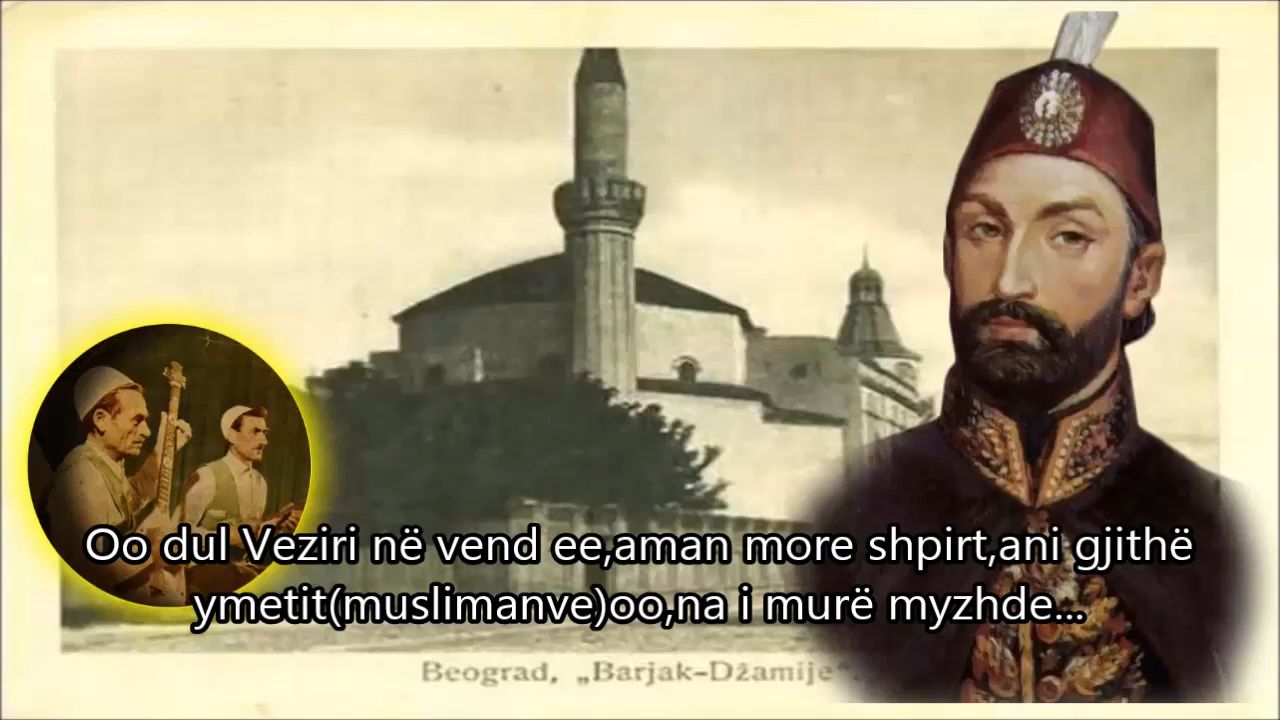 Oo dul Veziri në vend ee,aman more shpirt,ani gjithë
ymetit(muslimanve)oo,na i murë myzhde...
Beograd, „Barjak-Džamije“.